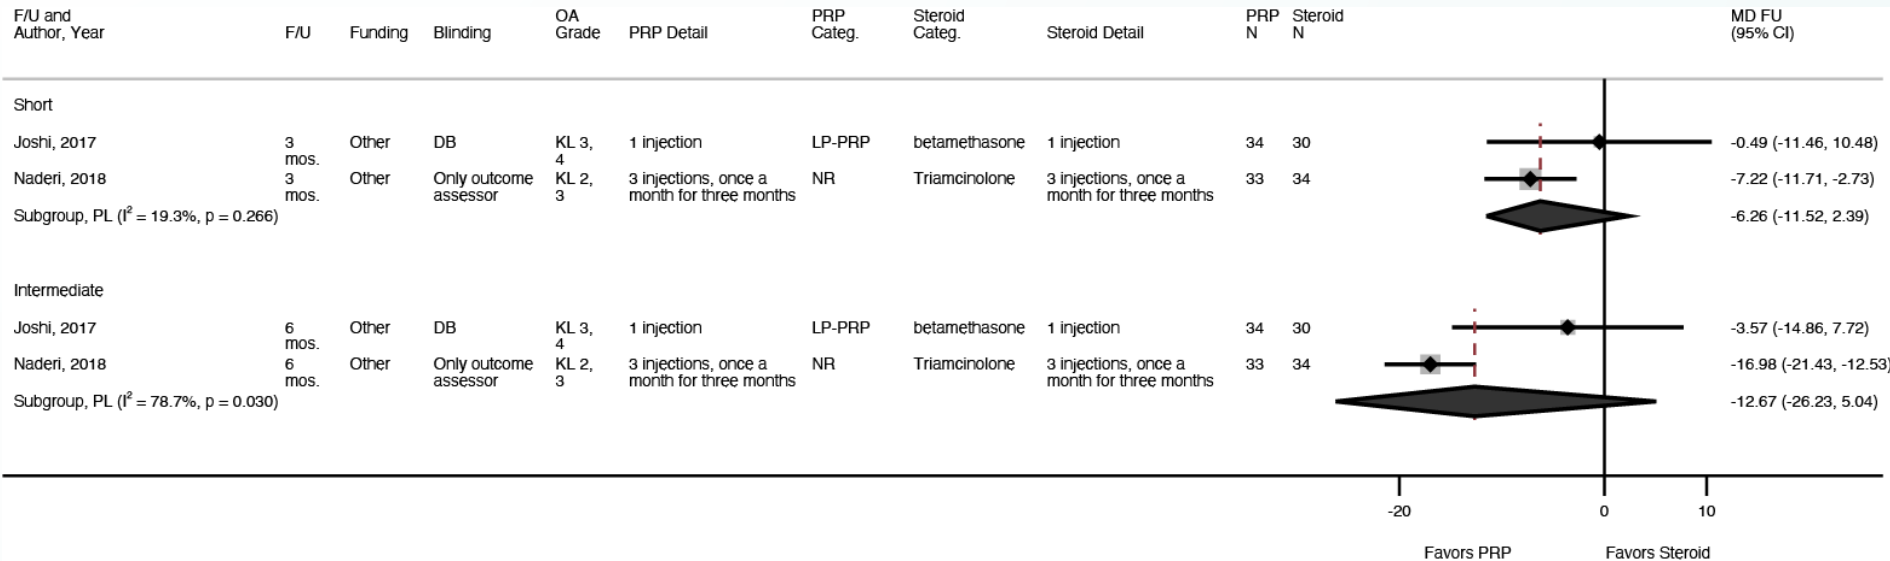 F/U and OA PRP Steroid PRP Steroid MD FU
Author, Year F/U Funding Blinding Grade PRP Detail Categ. Categ. Steroid Detail N N (95% CI)
Short
Joshi, 2017 3 Other DB KL 3, 1 injection LP-PRP betamethasone 1 injection 34 30 -0.49 (-11.46, 10.48)
mos. 4
Naderi, 2018 3 Other Only outcome KL 2, 3 injections, once a NR Triamcinolone 3 injections, once a 33 34 -7.22 (-11.71, -2.73)
mos. assessor 3 month for three months month for three months
Subgroup, PL (I² = 19.3%, p = 0.266) -6.26 (-11.52, 2.39)
Intermediate
Joshi, 2017 6 Other DB KL 3, 1 injection LP-PRP betamethasone 1 injection 34 30 -3.57 (-14.86, 7.72)
mos. 4
Naderi, 2018 6 Other Only outcome KL 2, 3 injections, once a NR Triamcinolone 3 injections, once a 33 34 -16.98 (-21.43, -12.53)
mos. assessor 3 month for three months month for three months
Subgroup, PL (I² = 78.7%, p = 0.030) -12.67 (-26.23, 5.04)
-20 0 10
Favors PRP Favors Steroid